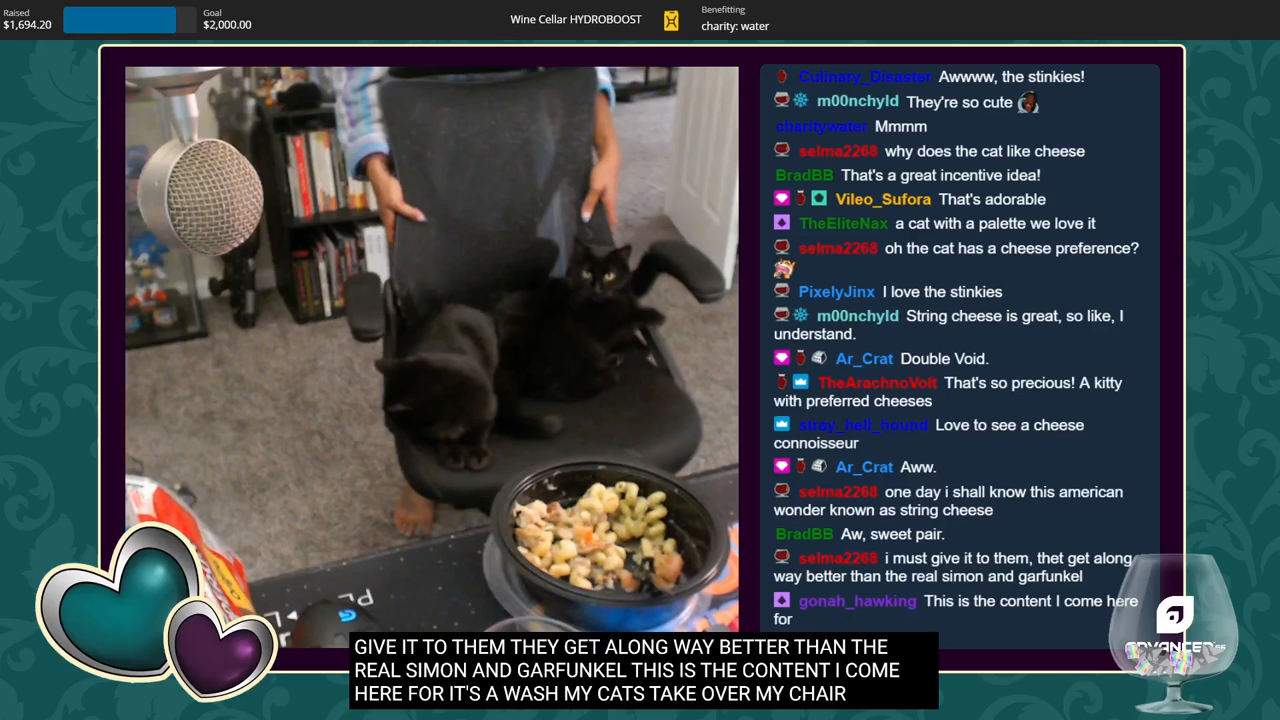 Raised
$1,694.20
Goal
$2,000.00
Wine Cellar HYDROBOOST
Benefitting
charity: water
Culinary_Disaster Awwww, the stinkies!
m00nchyld They're so cute
charitywater Mmmm
selma2268 why does the cat like cheese
BradBB That's a great incentive idea!
Vileo_Sufora That's adorable
TheEliteNax a cat with a palette we love it
selma2268 oh the cat has a cheese preference?
PixelyJinx I love the stinkies
m00nchyld String cheese is great, so like, I
understand.
Ar_Crat Double Void.
TheArachnoVolt That's so precious! A kitty
with preferred cheeses
stray_hell_hound Love to see a cheese
connoisseur
Ar_Crat Aww.
selma2268 one day i shall know this american
wonder known as string cheese
BradBB Aw, sweet pair.
selma2268 i must give it to them, thet get along
way better than the real simon and garfunkel
gonah_hawking This is the content I come here
for
GIVE IT TO THEM THEY GET ALONG WAY BETTER THAN THE
REAL SIMON AND GARFUNKEL THIS IS THE CONTENT I COME
HERE FOR IT'S A WASH MY CATS TAKE OVER MY CHAIR